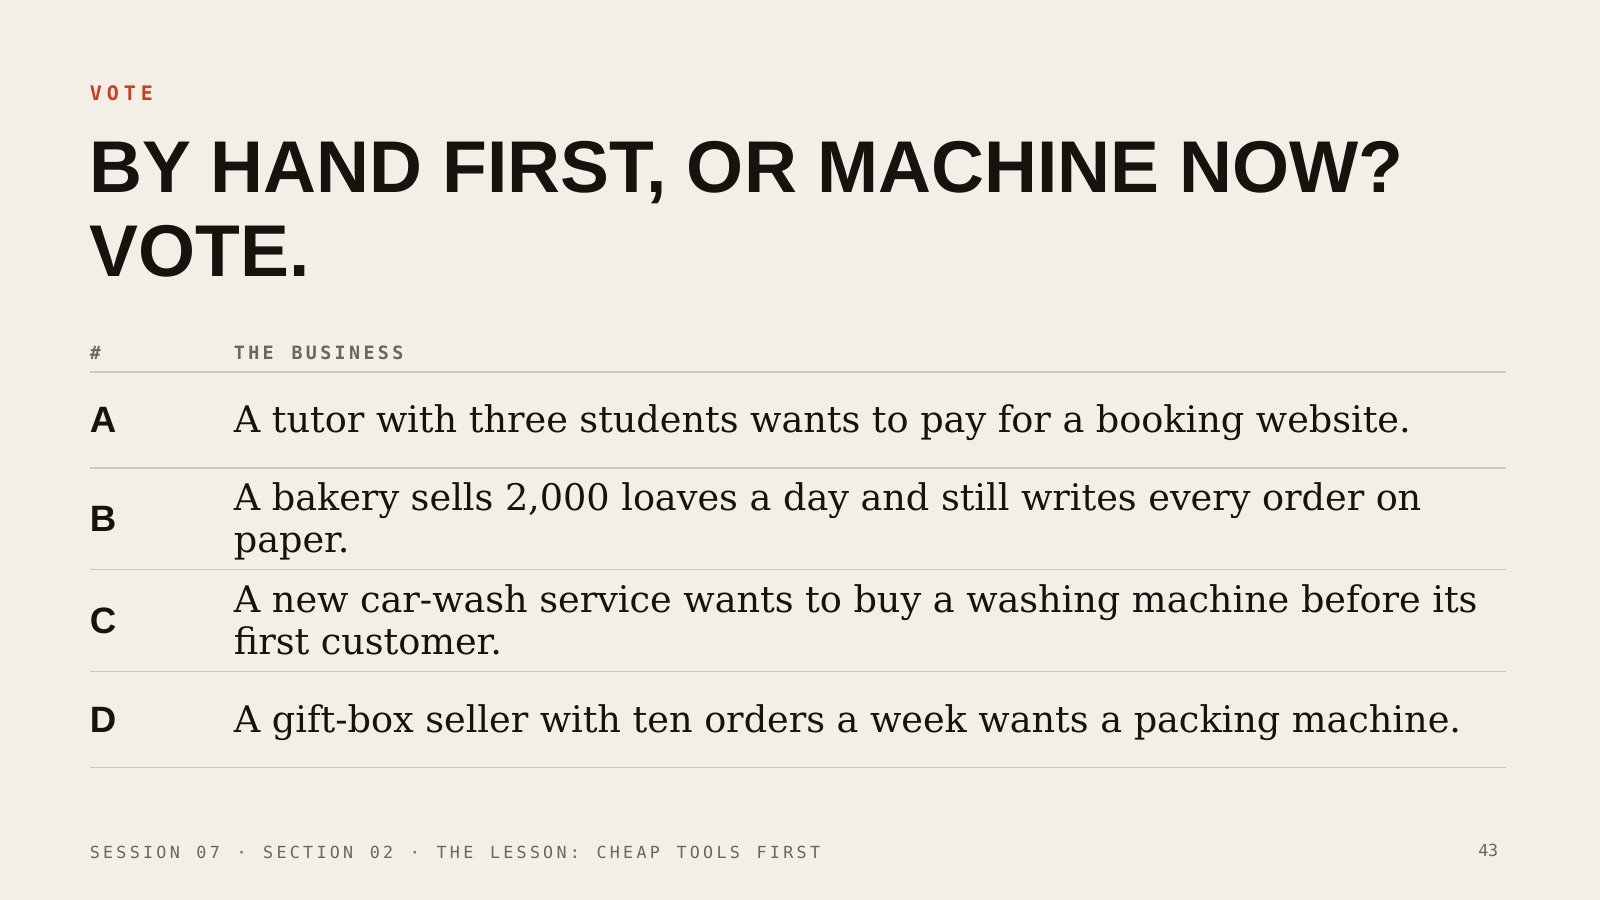 VOTE
BY HAND FIRST, OR MACHINE NOW?
VOTE.
# THE BUSINESS
A A tutor with three students wants to pay for a booking website.
B A bakery sells 2,000 loaves a day and still writes every order on
paper.
C A new car-wash service wants to buy a washing machine before its
first customer.
D A gift-box seller with ten orders a week wants a packing machine.
SESSION 07 · SECTION 02 · THE LESSON: CHEAP TOOLS FIRST
43